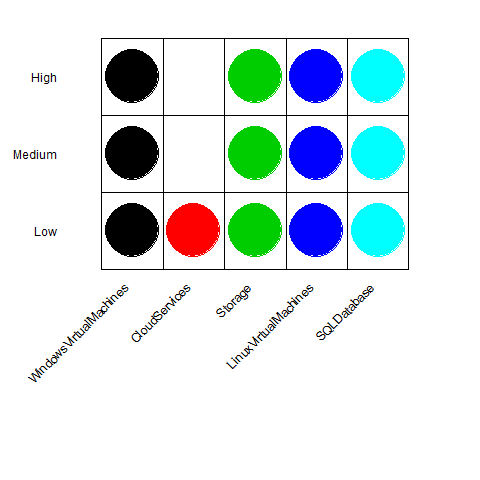 High
Medium
Low
WindowsVirtualMachines
CloudServices
Storage
LinuxVirtualMachines
SQLDatabase